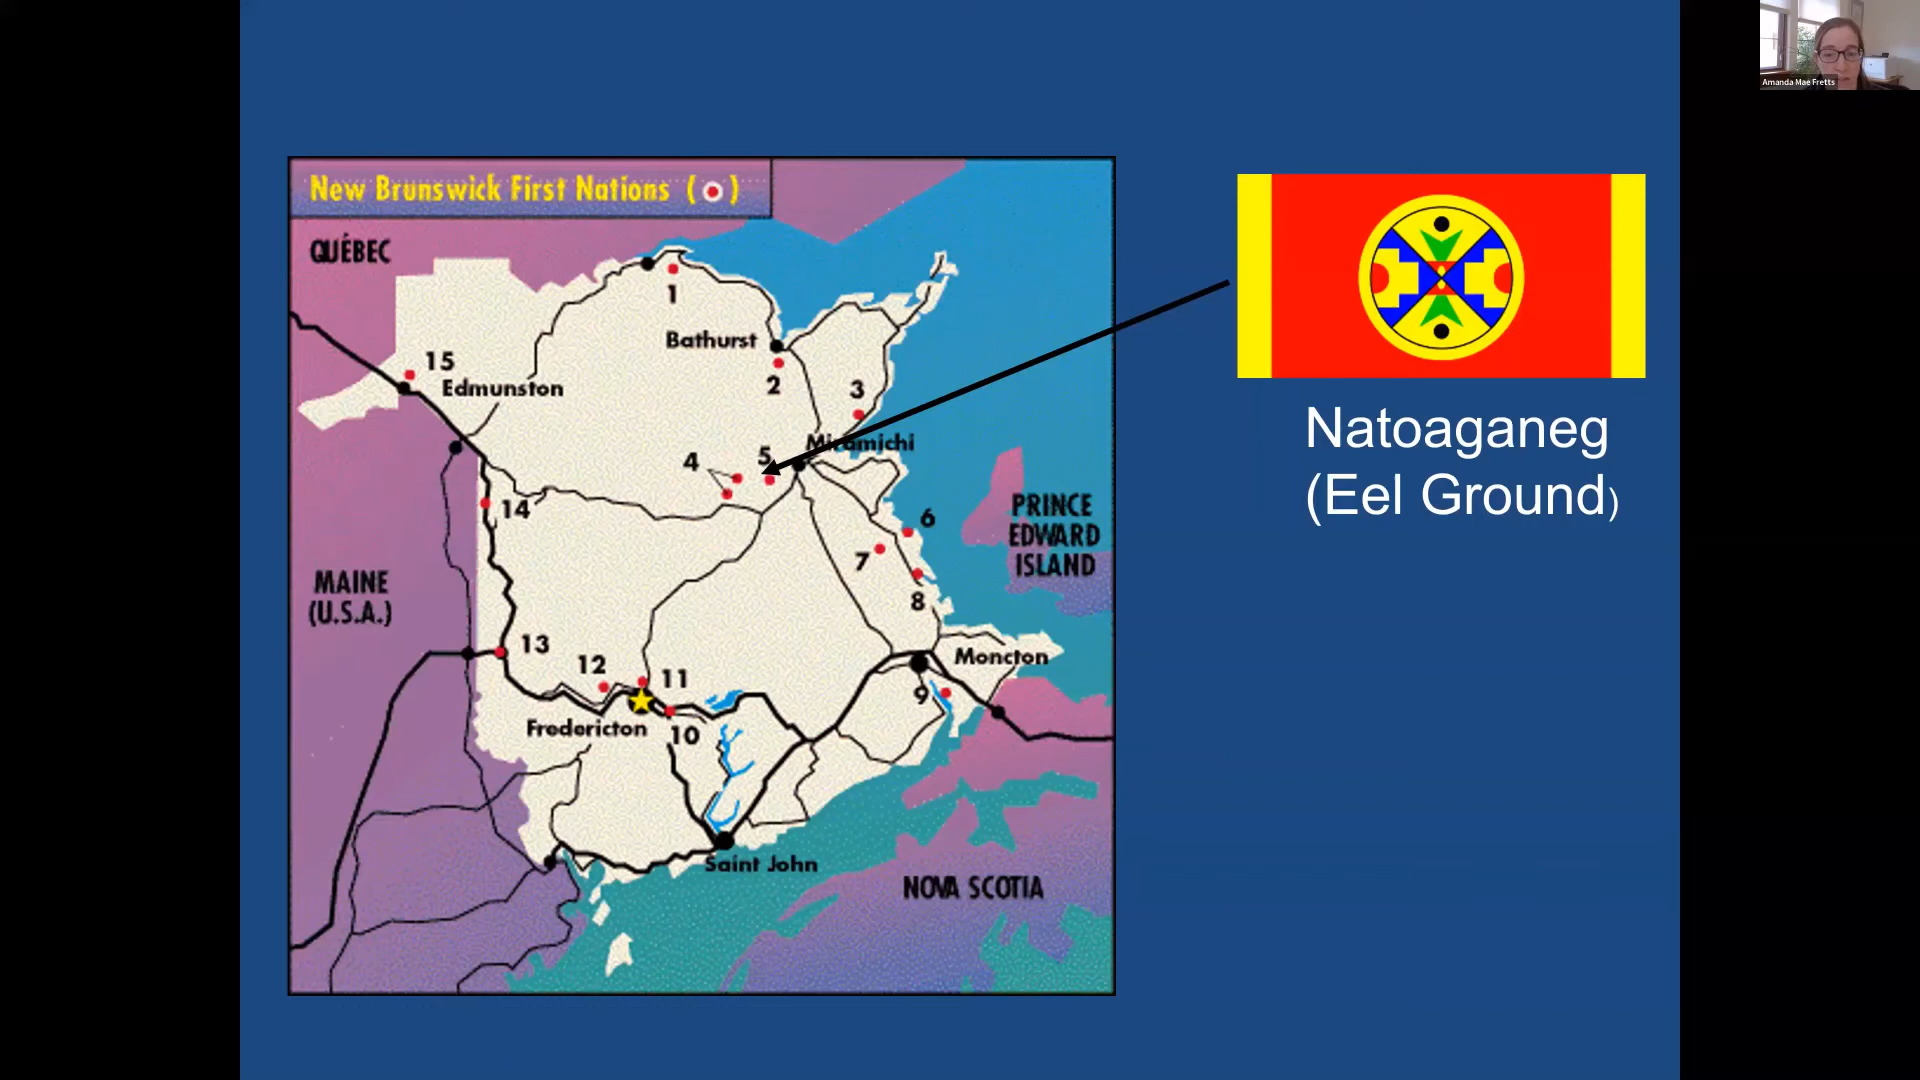 New Brunswick First Nations ( )
QUÉBEC
1
Bathurst
15
Edmunston
2
3
Miramichi
4
5
14
6
PRINCE
EDWARD
ISLAND
7
8
MAINE
(U.S.A.)
13
12
11
Moncton
9
Fredericton
10
Saint John
NOVA SCOTIA
Natoaganeg
(Eel Ground)
Amanda Mae Fretts